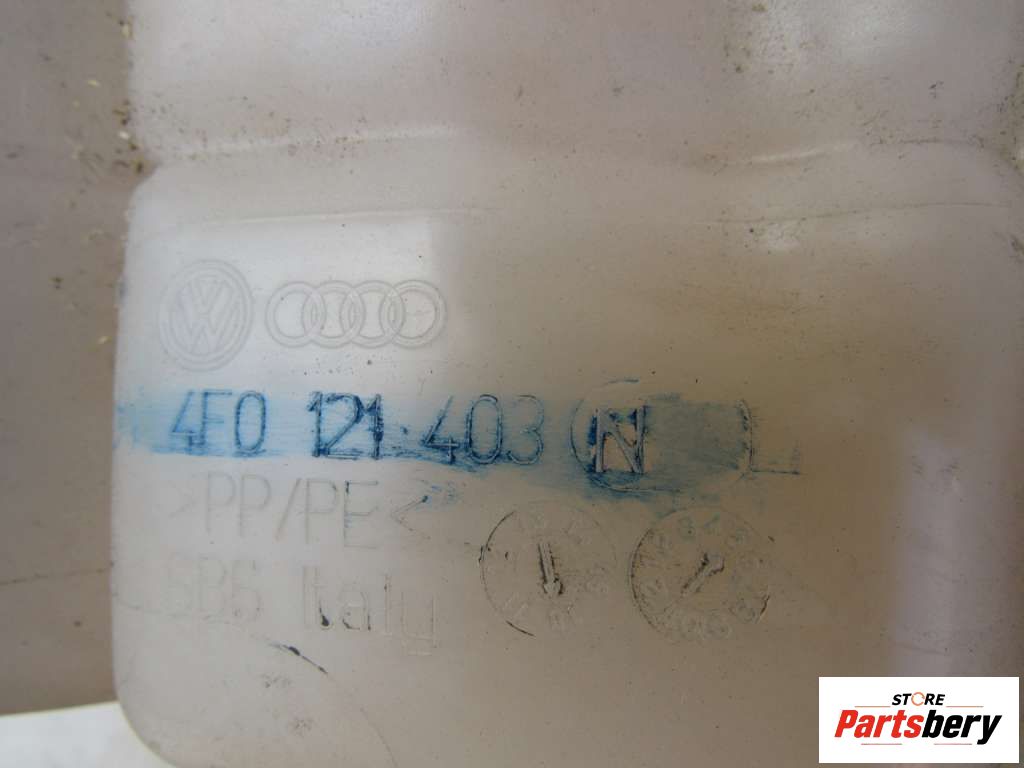 4F0 121 403 N L
>PP/PE<
Italy
STORE
Partsbery